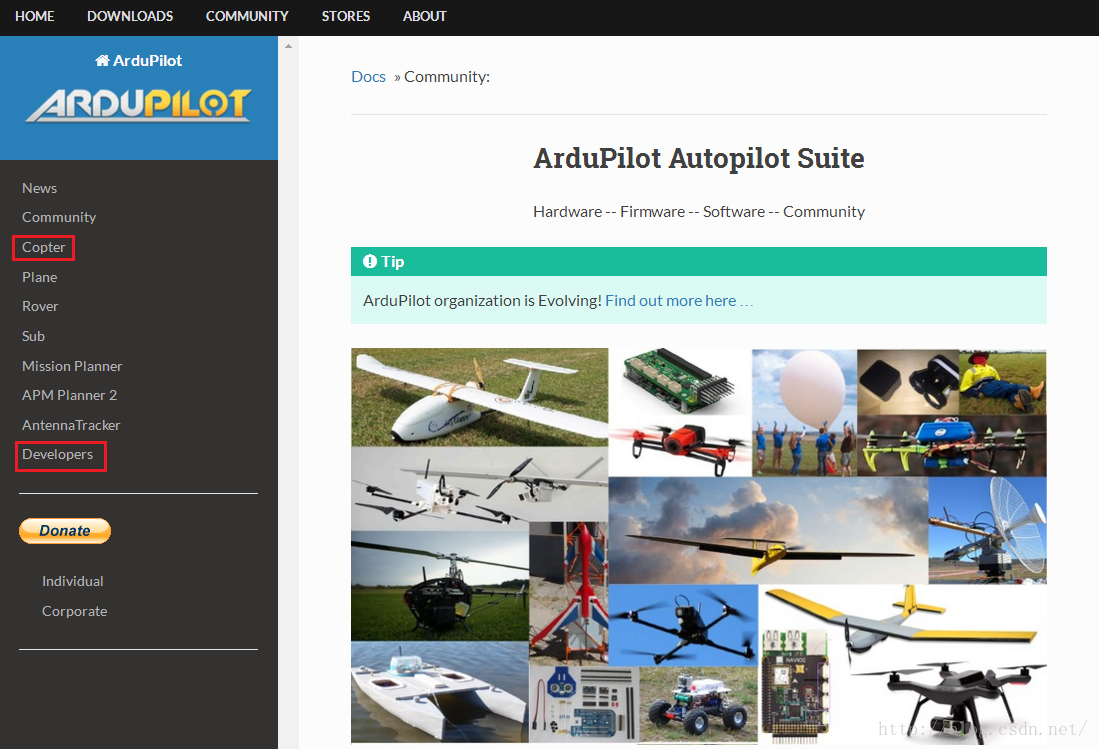 HOME DOWNLOADS COMMUNITY STORES ABOUT
ArduPilot
ARDUPILOT
News
Community
Copter
Plane
Rover
Sub
Mission Planner
APM Planner 2
AntennaTracker
Developers
Donate
Individual
Corporate
Docs » Community:
ArduPilot Autopilot Suite
Hardware -- Firmware -- Software -- Community
Tip
ArduPilot organization is Evolving! Find out more here ...
NAVIO2
http://blog.csdn.net/